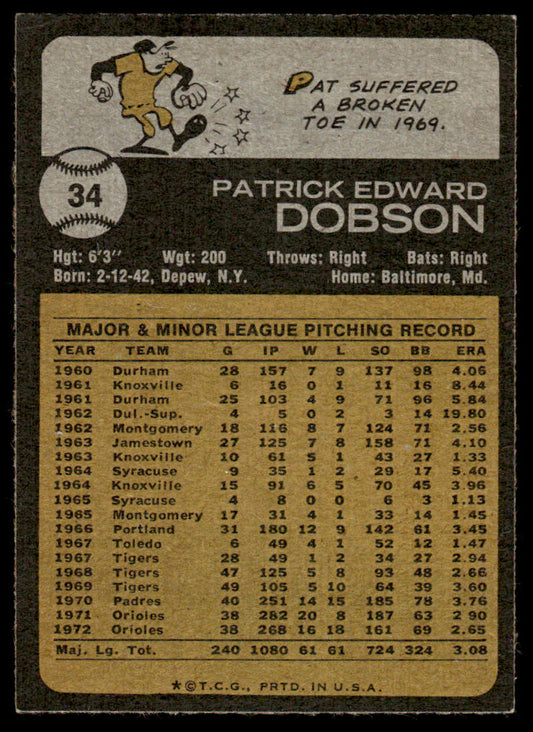 PAT SUFFERED
A BROKEN
TOE IN 1969.
34
PATRICK EDWARD
DOBSON
Hgt: 6'3" Wgt: 200 Throws: Right Bats: Right
Born: 2-12-42, Depew, N.Y. Home: Baltimore, Md.
MAJOR & MINOR LEAGUE PITCHING RECORD
YEAR TEAM G IP W L SO BB ERA
1960 Durham 28 157 7 9 137 98 4.06
1961 Knoxville 6 16 0 1 11 16 8.44
1961 Durham 25 103 4 9 71 96 5.84
1962 Dul.-Sup. 4 5 0 2 3 14 19.80
1962 Montgomery 18 116 8 7 124 71 2.56
1963 Jamestown 27 125 7 8 158 71 4.10
1963 Knoxville 10 61 5 1 43 27 1.33
1964 Syracuse 9 35 1 2 29 17 5.40
1964 Knoxville 15 91 6 5 70 45 3.96
1965 Syracuse 4 8 0 0 6 3 1.13
1965 Montgomery 17 31 4 1 33 14 1.45
1966 Portland 31 180 12 9 142 61 3.45
1967 Toledo 6 49 4 1 52 12 1.47
1967 Tigers 28 49 1 2 34 27 2.94
1968 Tigers 47 125 5 8 93 48 2.66
1969 Tigers 49 105 5 10 64 39 3.60
1970 Padres 40 251 14 15 185 78 3.76
1971 Orioles 38 282 20 8 187 63 2 90
1972 Orioles 38 268 16 18 161 69 2.65
Maj. Lg. Tot. 240 1080 61 61 724 324 3.08
*©T.C.G., PRTD. IN U.S.A.